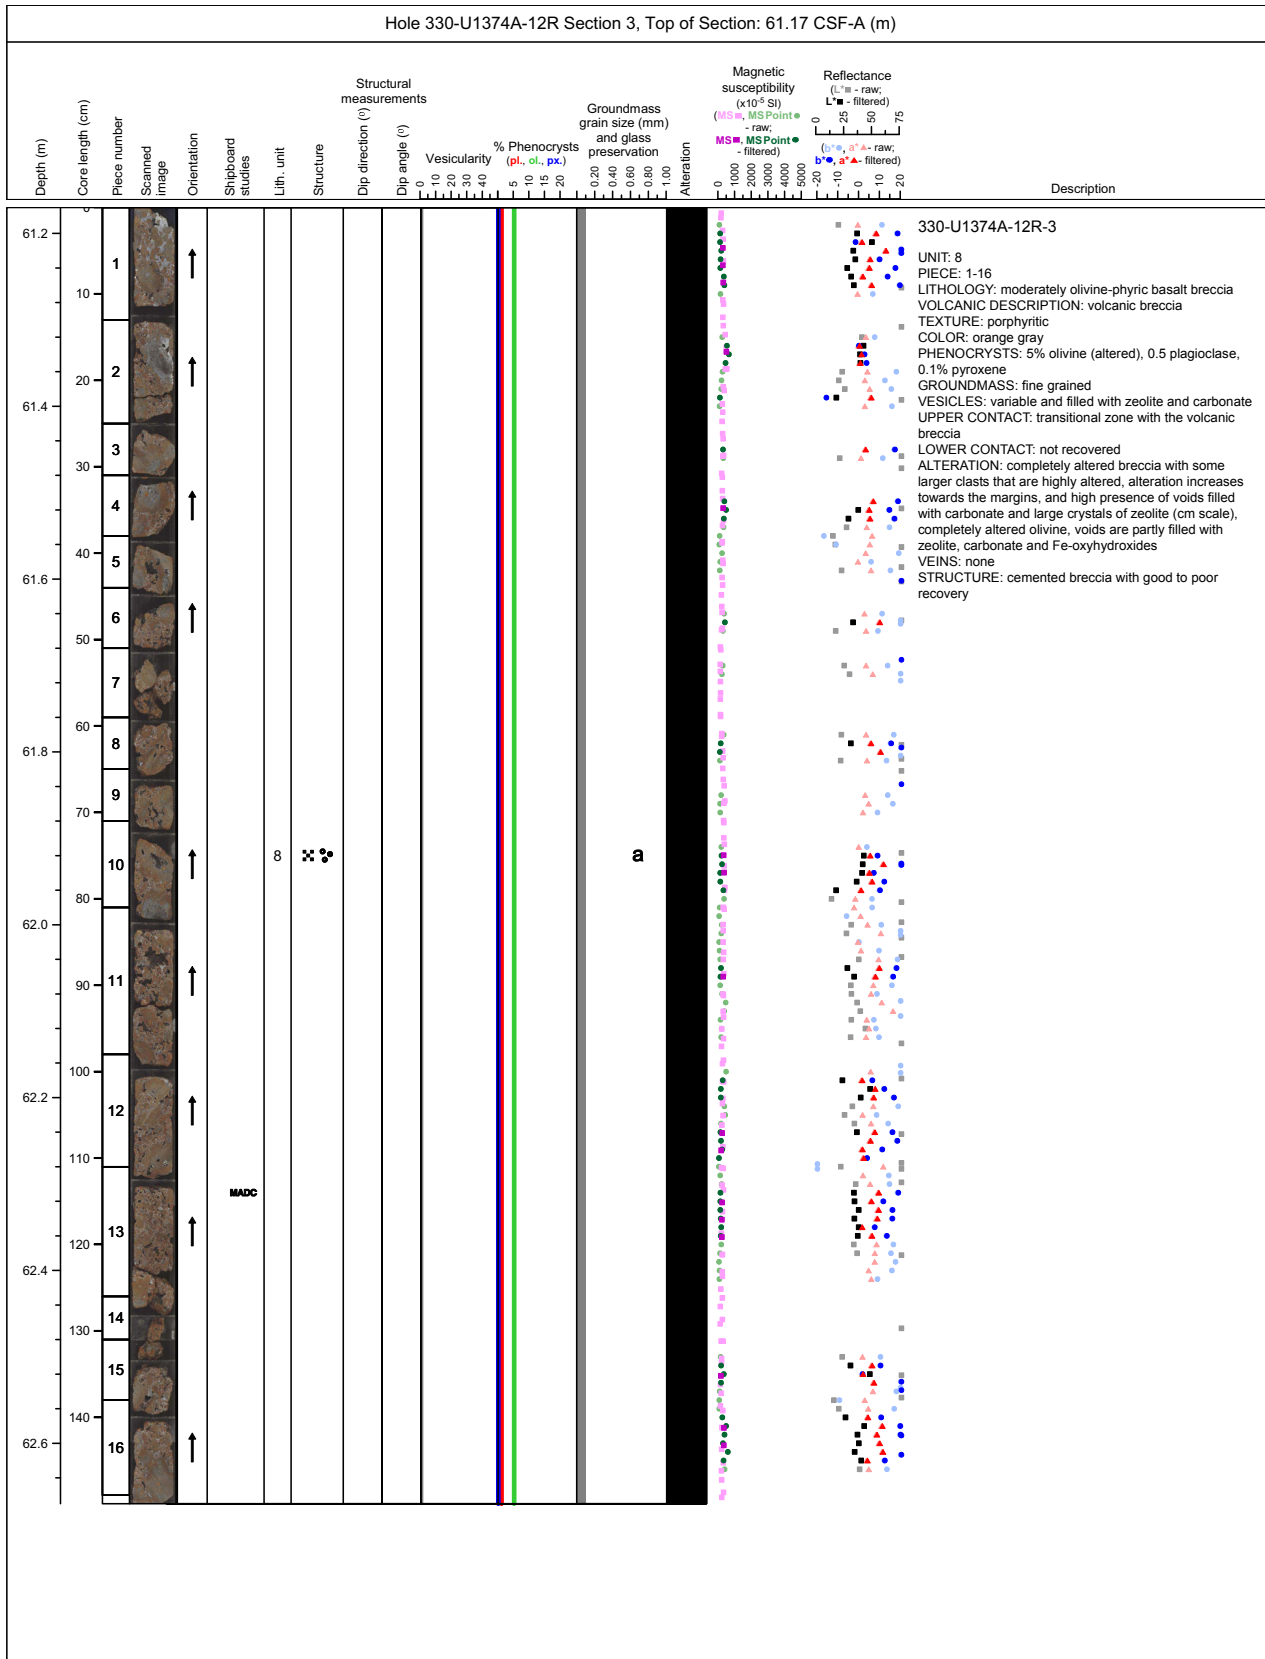 Hole 330-U1374A-12R Section 3, Top of Section: 61.17 CSF-A (m)
Depth (m)
Core length (cm)
Piece number
Scanned
image
Orientation
Shipboard
studies
Lith. unit
Structure
Structural
measurements
Dip direction (º)
Dip angle (º)
Vesicularity
0 10 20 30 40
% Phenocrysts
(pl., ol., px.)
5 10 15 20
Groundmass
grain size (mm)
and glass
preservation
0.20 0.40 0.60 0.80 1.00
Alteration
Magnetic
susceptibility
(x10⁻⁵ SI)
(MS■, MSPoint●
- raw;
MS■, MSPoint●
- filtered)
0 1000 2000 3000 4000 5000
Reflectance
(L*■ - raw;
L*■ - filtered)
0 25 50 75
(b*●, a*▲- raw;
b*●, a*▲- filtered)
-20 -10 0 10 20
Description
61.2
61.4
61.6
61.8
62.0
62.2
62.4
62.6
0
10
20
30
40
50
60
70
80
90
100
110
120
130
140
1
2
3
4
5
6
7
8
9
10
11
12
13
14
15
16
MADC
8
a
330-U1374A-12R-3
UNIT: 8
PIECE: 1-16
LITHOLOGY: moderately olivine-phyric basalt breccia
VOLCANIC DESCRIPTION: volcanic breccia
TEXTURE: porphyritic
COLOR: orange gray
PHENOCRYSTS: 5% olivine (altered), 0.5 plagioclase,
0.1% pyroxene
GROUNDMASS: fine grained
VESICLES: variable and filled with zeolite and carbonate
UPPER CONTACT: transitional zone with the volcanic
breccia
LOWER CONTACT: not recovered
ALTERATION: completely altered breccia with some
larger clasts that are highly altered, alteration increases
towards the margins, and high presence of voids filled
with carbonate and large crystals of zeolite (cm scale),
completely altered olivine, voids are partly filled with
zeolite, carbonate and Fe-oxyhydroxides
VEINS: none
STRUCTURE: cemented breccia with good to poor
recovery